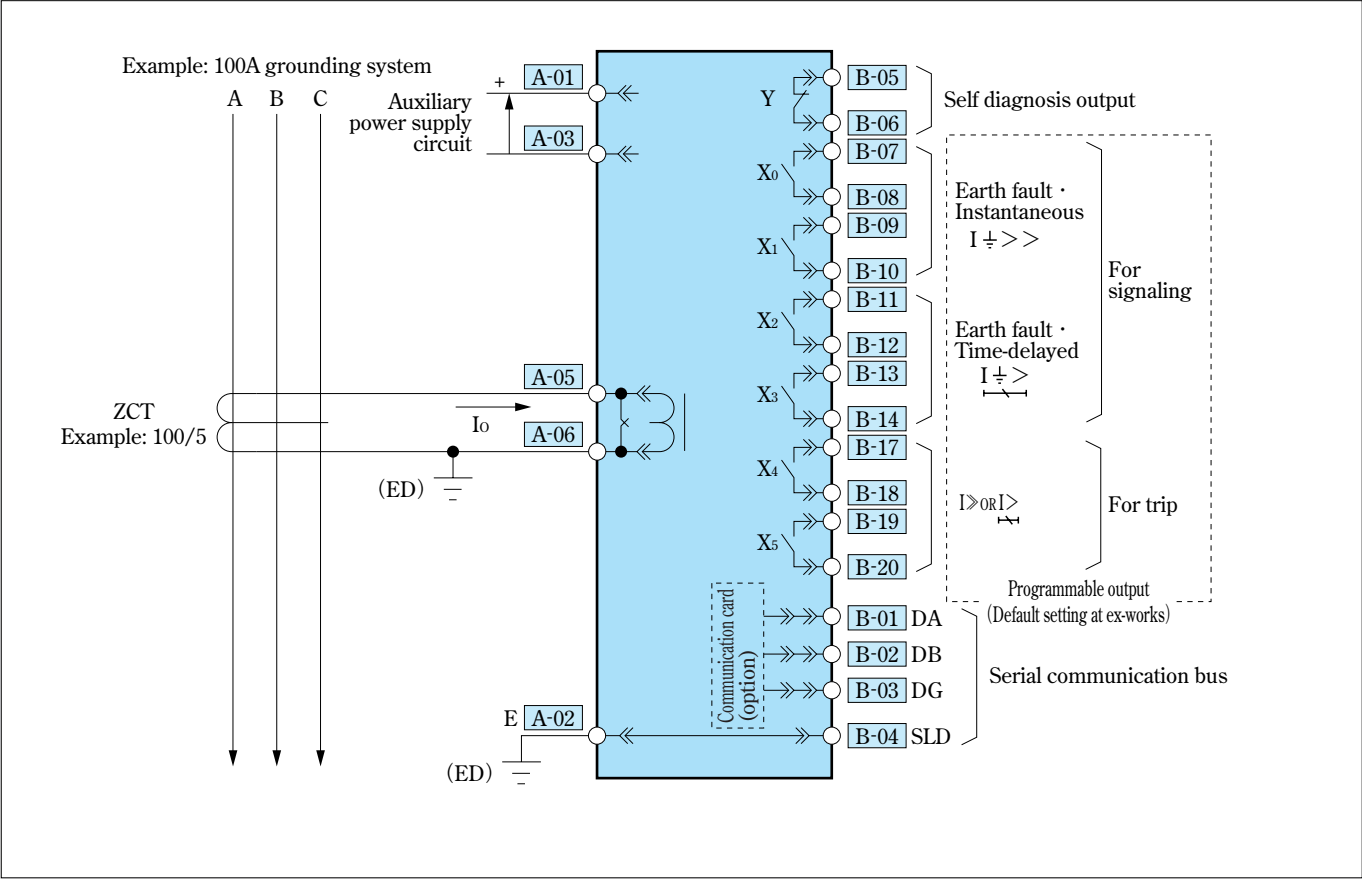 Example: 100A grounding system
A B C
+
Auxiliary
power supply
circuit
A-01
A-03
ZCT
Example: 100/5
A-05
Io
A-06
(ED)
E A-02
(ED)
Y
X0
X1
X2
X3
X4
X5
Communication card
(option)
B-05
B-06
Self diagnosis output
B-07
B-08
B-09
B-10
Earth fault・
Instantaneous
I⏚>>
B-11
B-12
B-13
B-14
Earth fault・
Time-delayed
I⏚>
For
signaling
B-17
B-18
B-19
B-20
I≫ORI>
For trip
Programmable output
(Default setting at ex-works)
B-01 DA
B-02 DB
B-03 DG
B-04 SLD
Serial communication bus